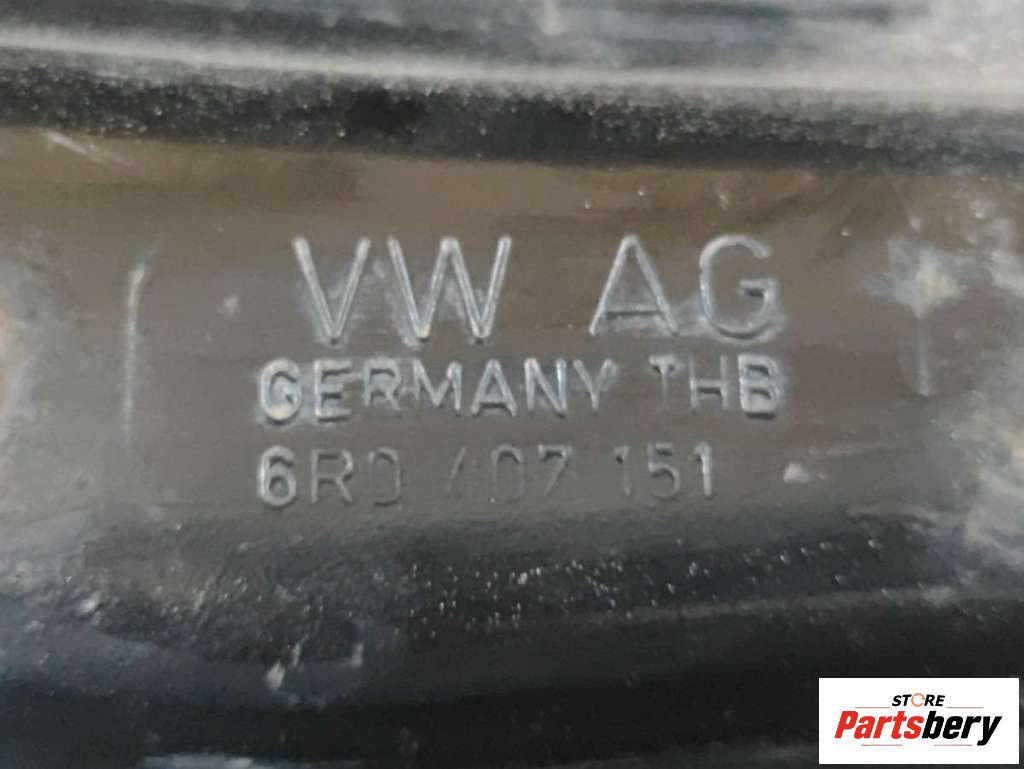 VW AG
GERMANY THB
6R0 407 151
STORE
Partsbery